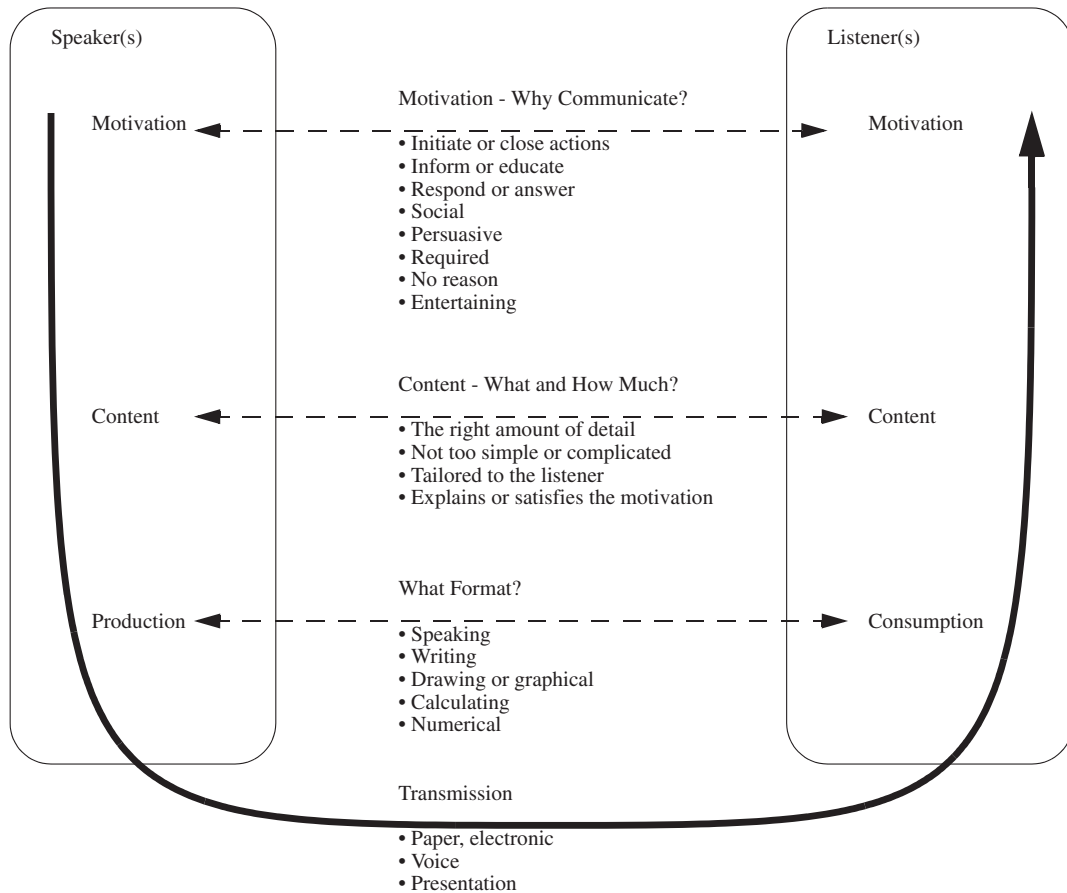 Speaker(s)
Listener(s)
Motivation - Why Communicate?
Motivation
Motivation
• Initiate or close actions
• Inform or educate
• Respond or answer
• Social
• Persuasive
• Required
• No reason
• Entertaining
Content - What and How Much?
Content
Content
• The right amount of detail
• Not too simple or complicated
• Tailored to the listener
• Explains or satisfies the motivation
What Format?
Production
Consumption
• Speaking
• Writing
• Drawing or graphical
• Calculating
• Numerical
Transmission
• Paper, electronic
• Voice
• Presentation